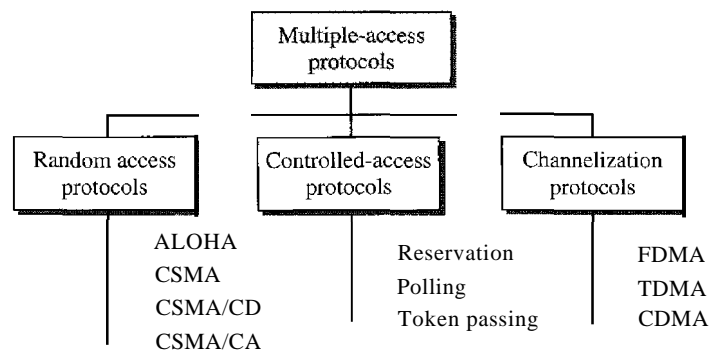 Multiple-access
protocols
Random access
protocols
Controlled-access
protocols
Channelization
protocols
ALOHA
CSMA
CSMA/CD
CSMA/CA
Reservation
Polling
Token passing
FDMA
TDMA
CDMA